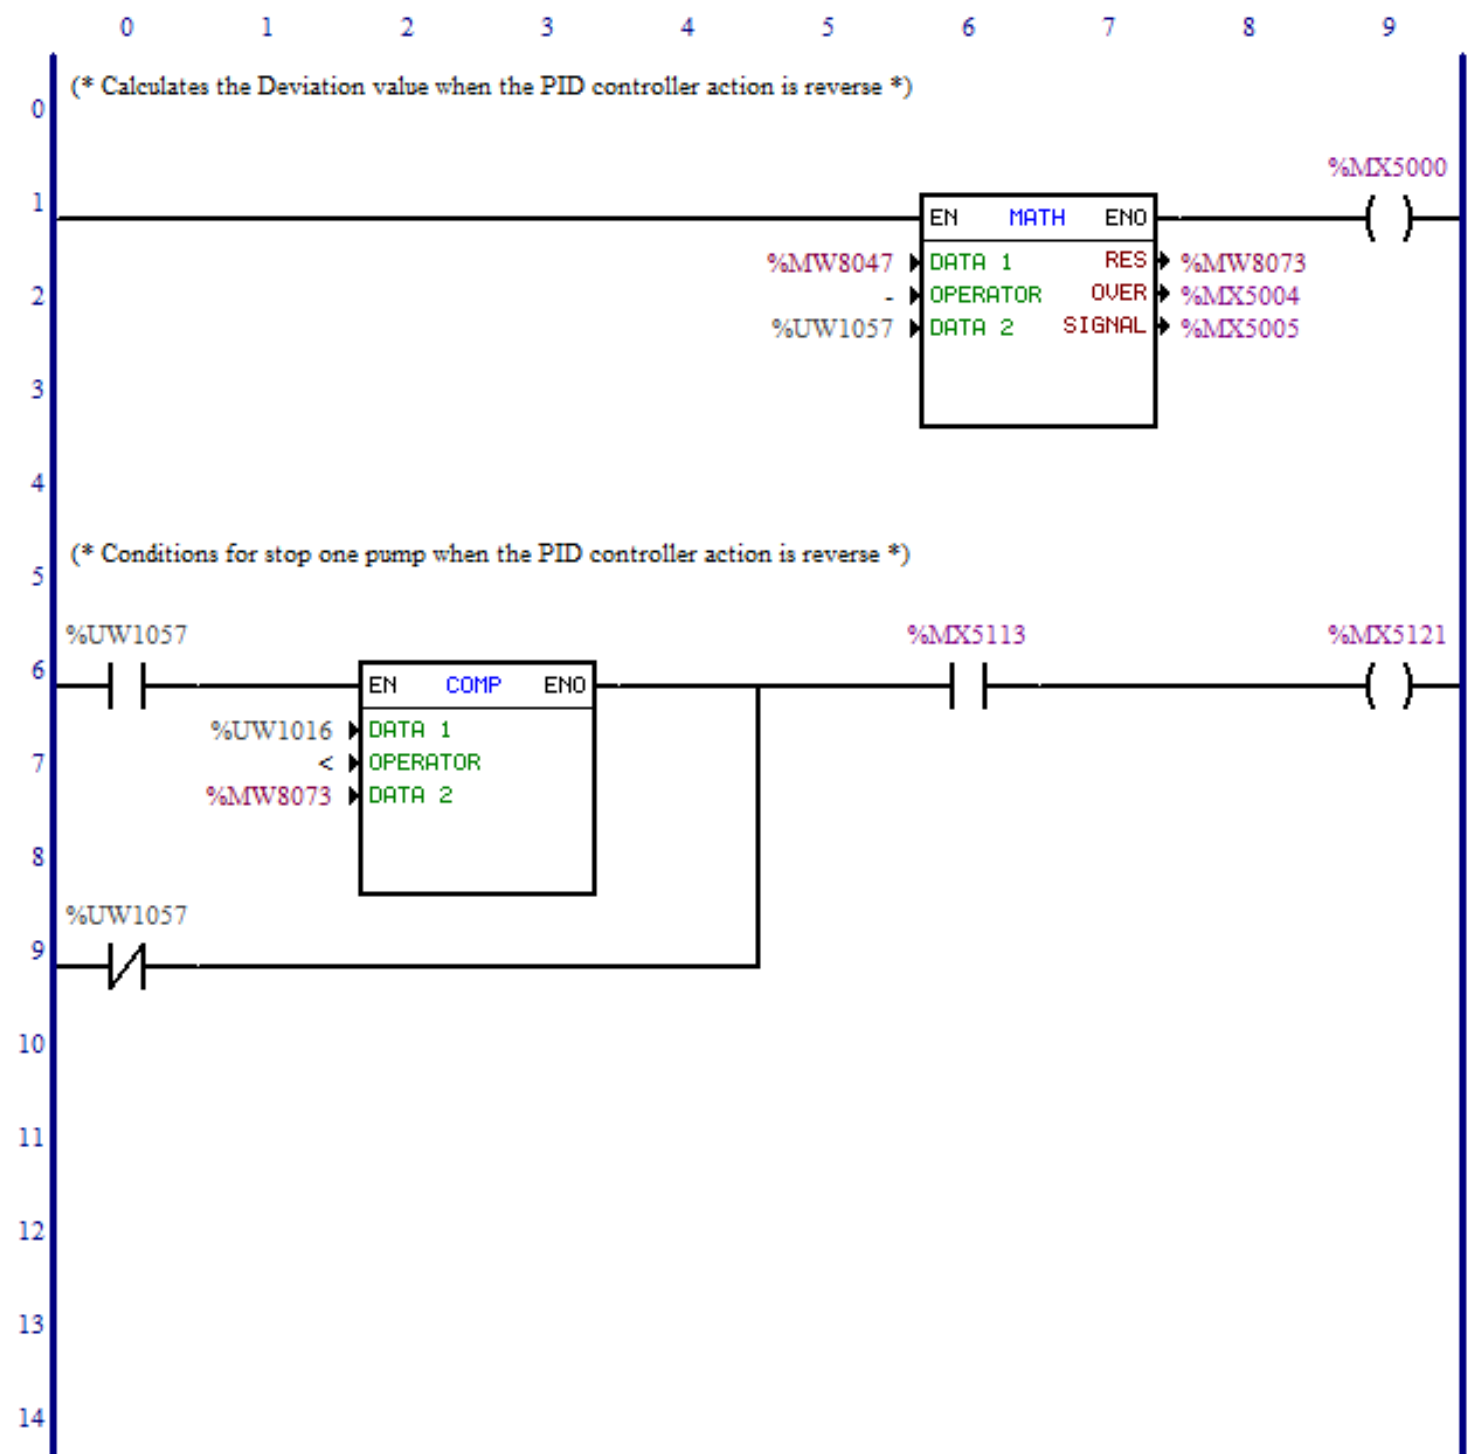 0 1 2 3 4 5 6 7 8 9
(* Calculates the Deviation value when the PID controller action is reverse *)
0
%MX5000
1
EN MATH ENO
%MW8047 DATA 1 RES %MW8073
2
- OPERATOR OVER %MX5004
%UW1057 DATA 2 SIGNAL %MX5005
3
4
(* Conditions for stop one pump when the PID controller action is reverse *)
5
%UW1057 %MX5113 %MX5121
6
EN COMP ENO
%UW1016 DATA 1
7
< OPERATOR
%MW8073 DATA 2
8
%UW1057
9
10
11
12
13
14